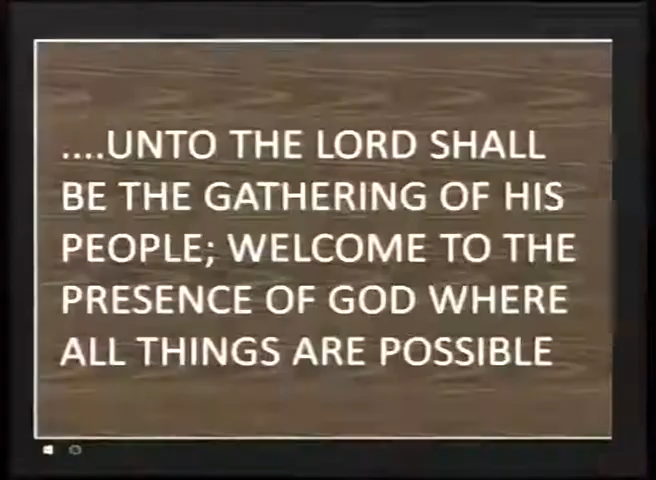 ....UNTO THE LORD SHALL
BE THE GATHERING OF HIS
PEOPLE; WELCOME TO THE
PRESENCE OF GOD WHERE
ALL THINGS ARE POSSIBLE